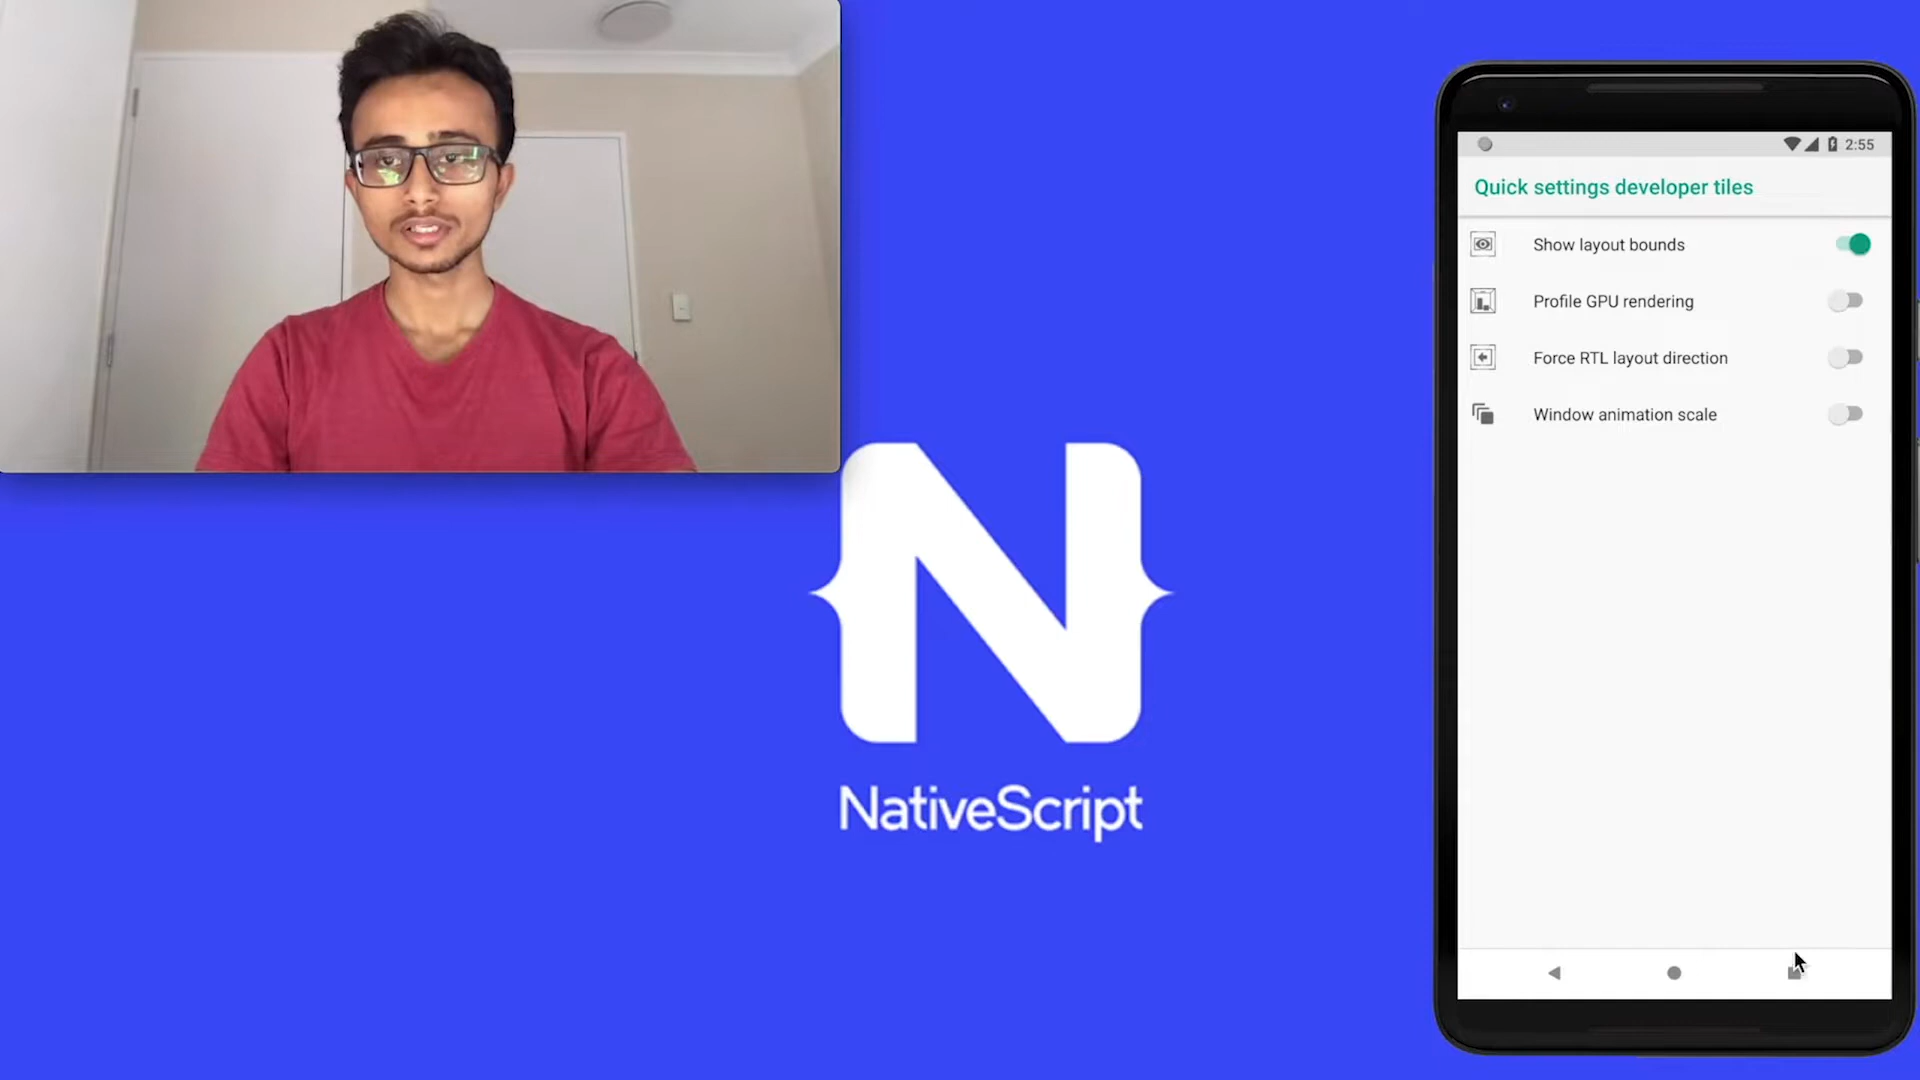 2:55
Quick settings developer tiles
Show layout bounds
Profile GPU rendering
Force RTL layout direction
Window animation scale
N
NativeScript